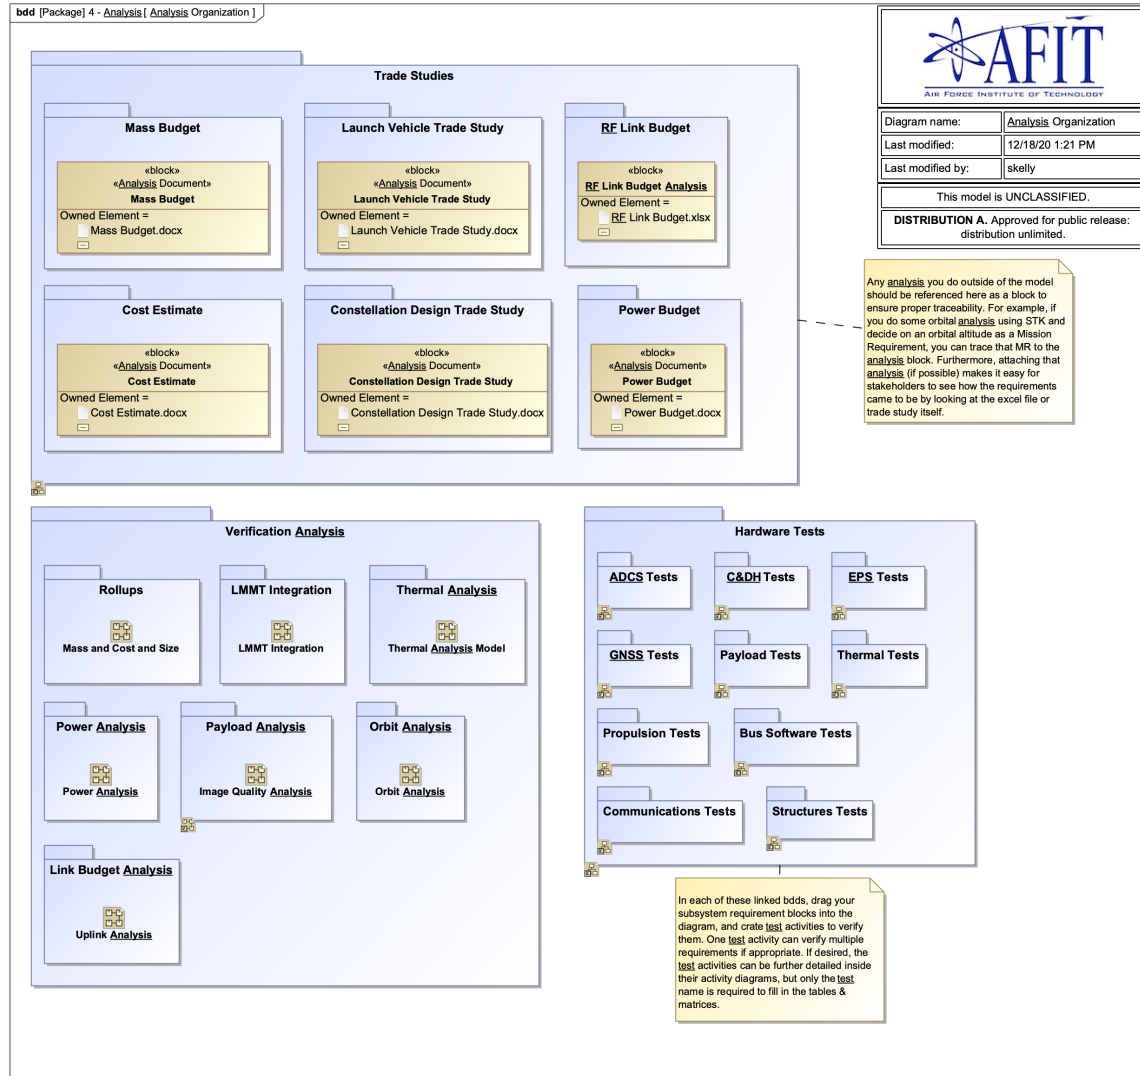 bdd [Package] 4 - Analysis [ Analysis Organization ]
AFIT
AIR FORCE INSTITUTE OF TECHNOLOGY
Diagram name: Analysis Organization
Last modified: 12/18/20 1:21 PM
Last modified by: skelly
This model is UNCLASSIFIED.
DISTRIBUTION A. Approved for public release:
distribution unlimited.
Trade Studies
Mass Budget
«block»
«Analysis Document»
Mass Budget
Owned Element =
Mass Budget.docx
Launch Vehicle Trade Study
«block»
«Analysis Document»
Launch Vehicle Trade Study
Owned Element =
Launch Vehicle Trade Study.docx
RF Link Budget
«block»
RF Link Budget Analysis
Owned Element =
RF Link Budget.xlsx
Cost Estimate
«block»
«Analysis Document»
Cost Estimate
Owned Element =
Cost Estimate.docx
Constellation Design Trade Study
«block»
«Analysis Document»
Constellation Design Trade Study
Owned Element =
Constellation Design Trade Study.docx
Power Budget
«block»
«Analysis Document»
Power Budget
Owned Element =
Power Budget.docx
Any analysis you do outside of the model
should be referenced here as a block to
ensure proper traceability. For example, if
you do some orbital analysis using STK and
decide on an orbital altitude as a Mission
Requirement, you can trace that MR to the
analysis block. Furthermore, attaching that
analysis (if possible) makes it easy for
stakeholders to see how the requirements
came to be by looking at the excel file or
trade study itself.
Verification Analysis
Rollups
Mass and Cost and Size
LMMT Integration
LMMT Integration
Thermal Analysis
Thermal Analysis Model
Power Analysis
Power Analysis
Payload Analysis
Image Quality Analysis
Orbit Analysis
Orbit Analysis
Link Budget Analysis
Uplink Analysis
Hardware Tests
ADCS Tests
C&DH Tests
EPS Tests
GNSS Tests
Payload Tests
Thermal Tests
Propulsion Tests
Bus Software Tests
Communications Tests
Structures Tests
In each of these linked bdds, drag your
subsystem requirement blocks into the
diagram, and crate test activities to verify
them. One test activity can verify multiple
requirements if appropriate. If desired, the
test activities can be further detailed inside
their activity diagrams, but only the test
name is required to fill in the tables &
matrices.